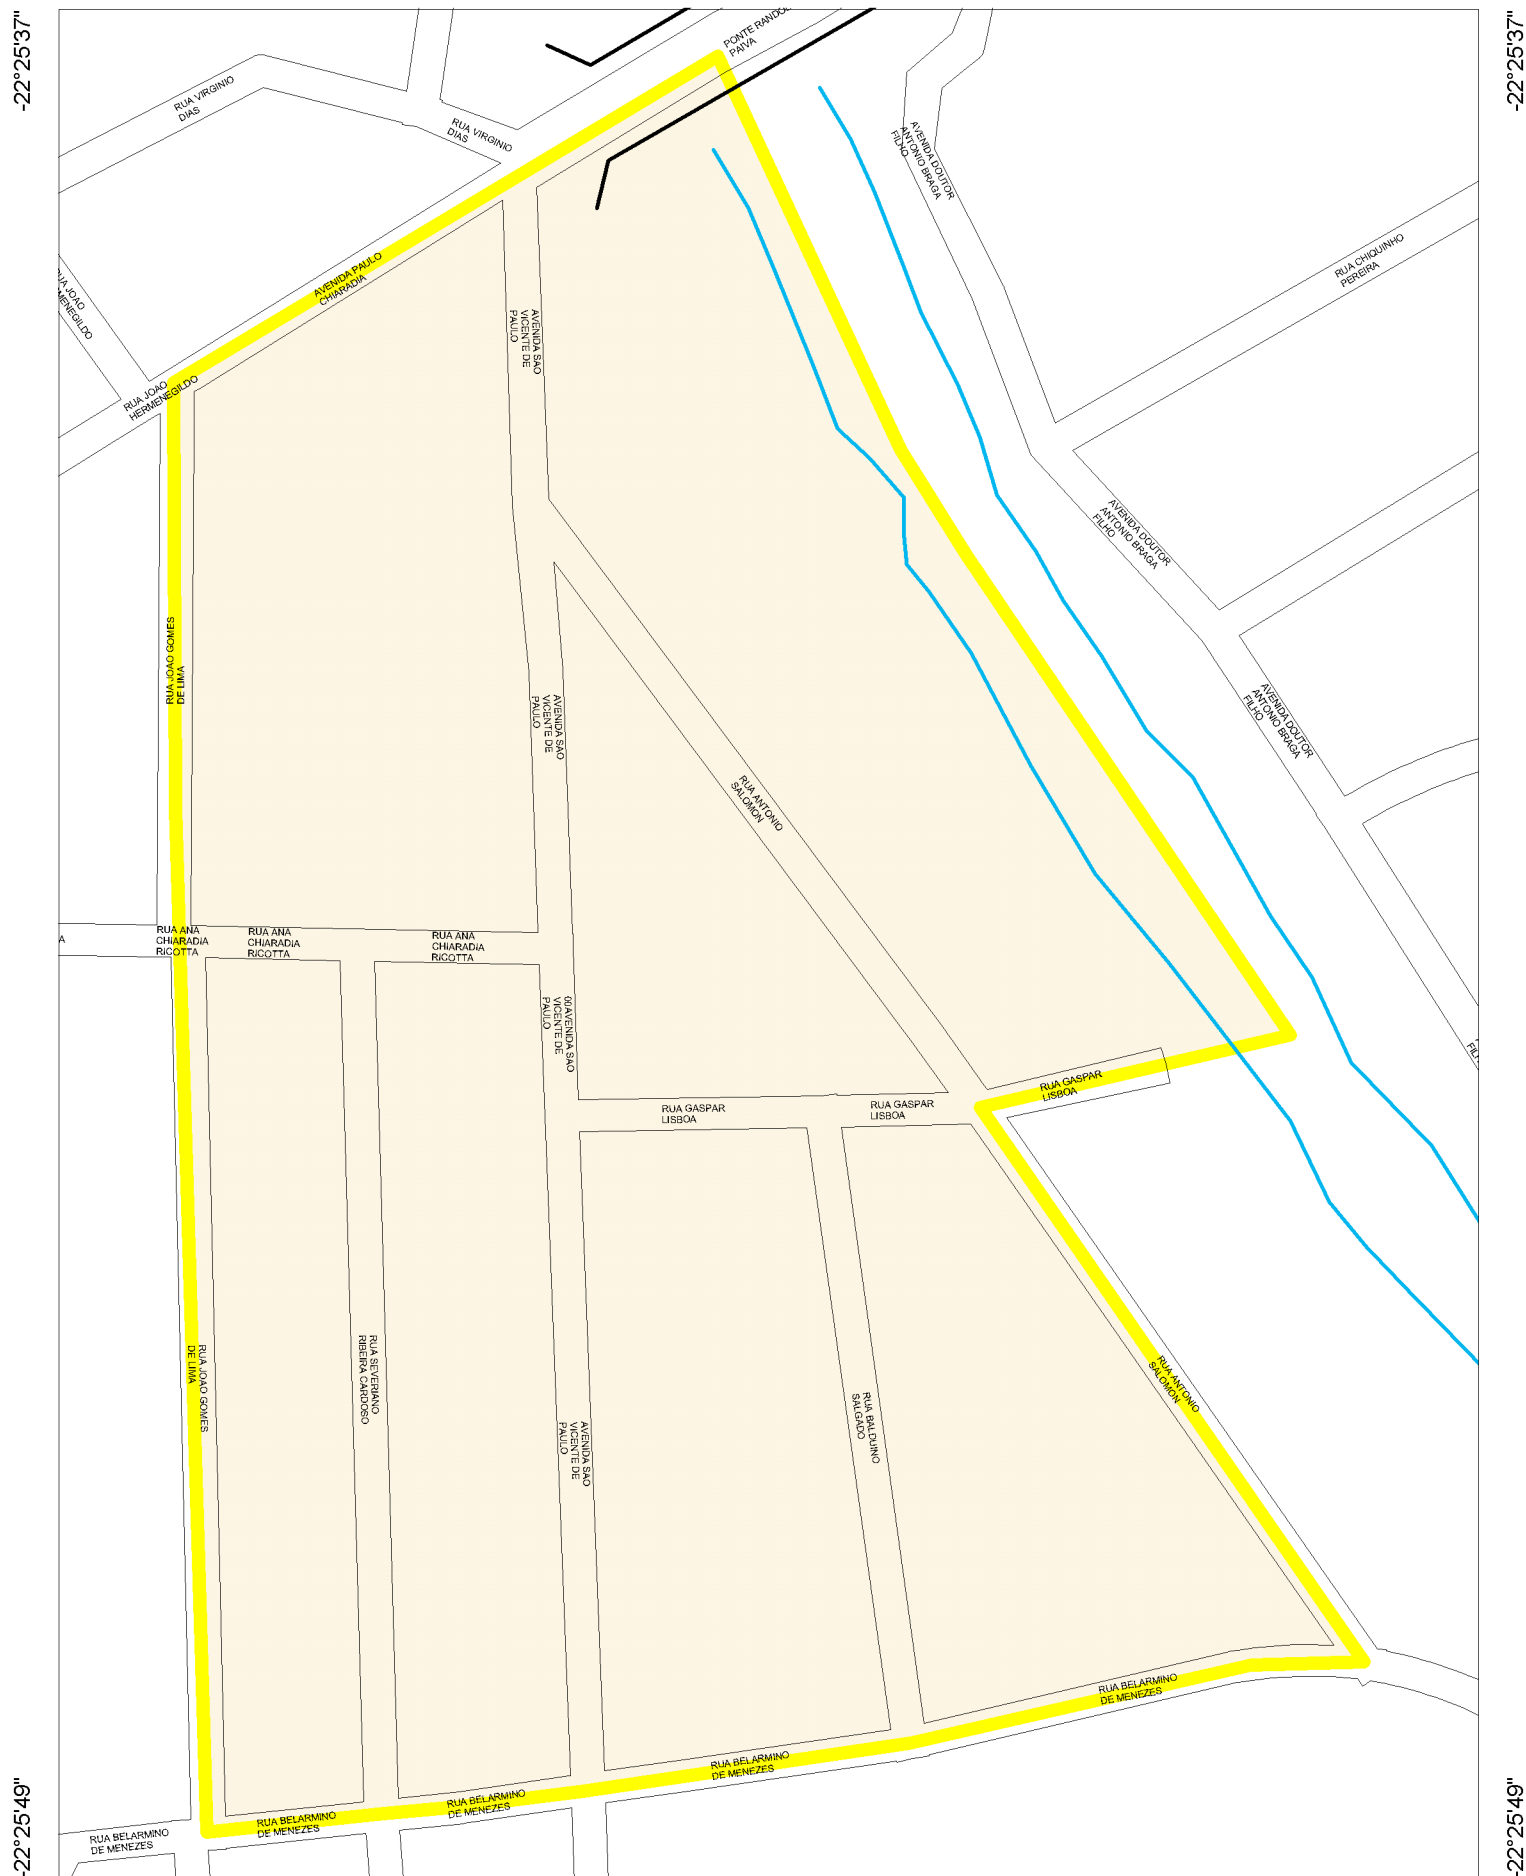 -22°25'37"
-22°25'37"
PAIVA
RUA VIRGINIO
DIAS
RUA VIRGINIO
DIAS
AVENIDA DOUTOR
ANTONIO BRAGA
FILHO
RUA CHIQUINHO
PEREIRA
AVENIDA PAULO
CHIARADIA
AVENIDA SAO
VICENTE DE
PAULO
RUA JOAO
HERMENEGILDO
AVENIDA DOUTOR
ANTONIO BRAGA
FILHO
RUA JOAO GOMES
DE LIMA
AVENIDA SAO
VICENTE DE
PAULO
AVENIDA DOUTOR
ANTONIO BRAGA
FILHO
RUA ANTONIO
SALOMON
A
RUA ANA
CHIARADIA
RICOTTA
RUA ANA
CHIARADIA
RICOTTA
RUA ANA
CHIARADIA
RICOTTA
00AVENIDA SAO
VICENTE DE
PAULO
RUA GASPAR
LISBOA
RUA GASPAR
LISBOA
RUA GASPAR
LISBOA
RUA JOAO GOMES
DE LIMA
RUA SEVERIANO
RIBEIRA CARDOSO
AVENIDA SAO
VICENTE DE
PAULO
RUA BALDUINO
SALGADO
RUA ANTONIO
SALOMON
RUA BELARMINO
DE MENEZES
RUA BELARMINO
DE MENEZES
RUA BELARMINO
DE MENEZES
RUA BELARMINO
DE MENEZES
RUA BELARMINO
DE MENEZES
-22°25'49"
-22°25'49"